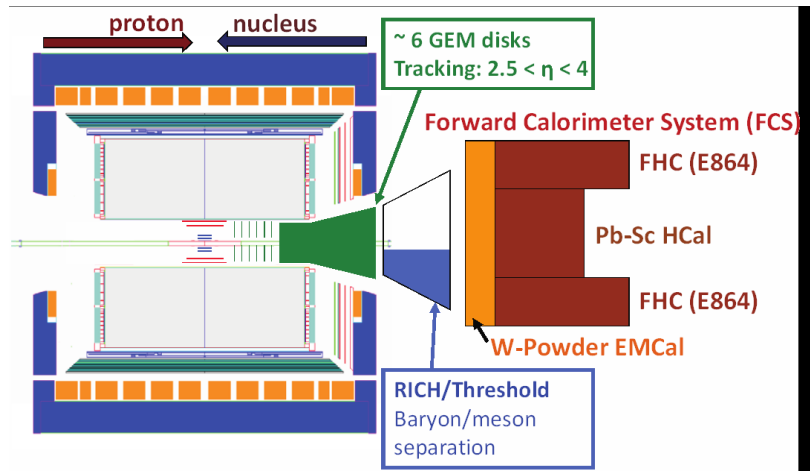 proton nucleus
~ 6 GEM disks
Tracking: 2.5 < η < 4
Forward Calorimeter System (FCS)
FHC (E864)
Pb-Sc HCal
FHC (E864)
W-Powder EMCal
RICH/Threshold
Baryon/meson
separation